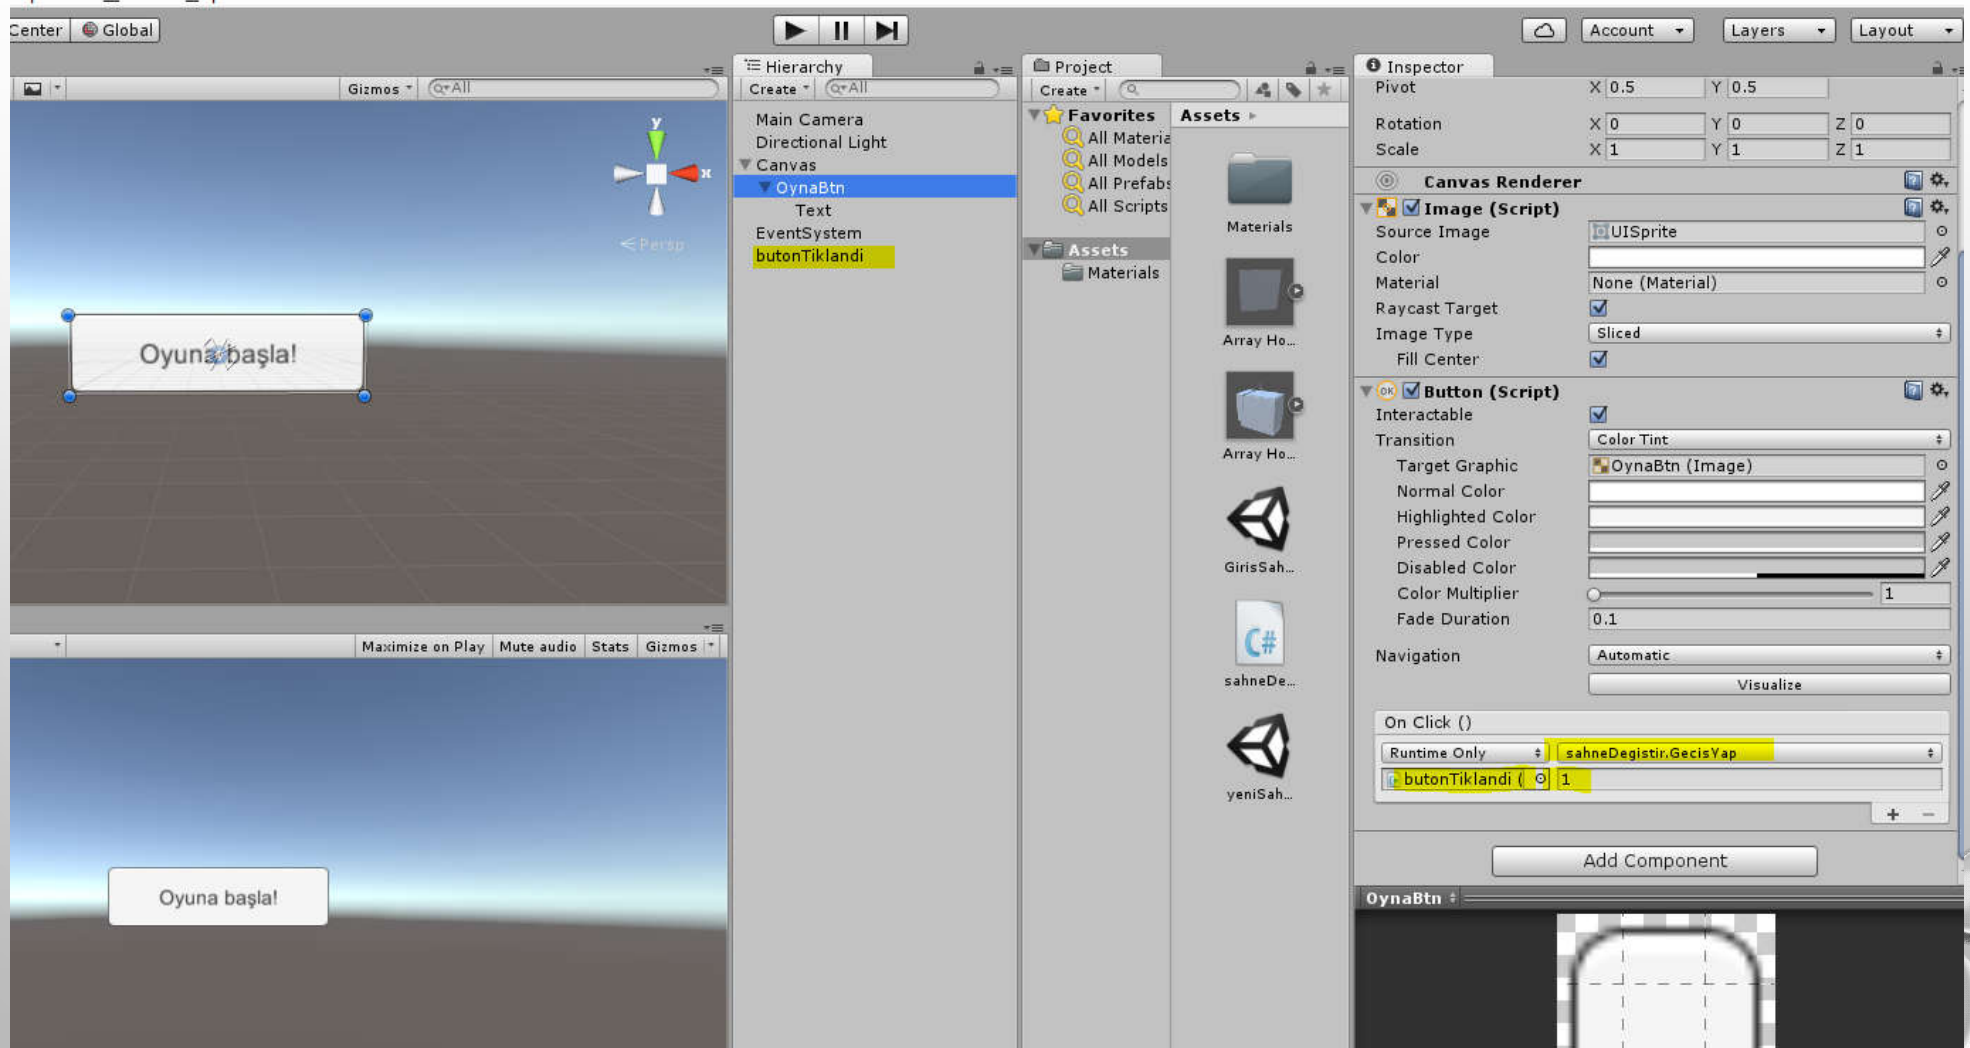 Center
Global
Account
Layers
Layout
Gizmos
All
Hierarchy
Create
All
Main Camera
Directional Light
Canvas
OynaBtn
Text
EventSystem
butonTiklandi
y
x
Persp
Oyuna başla!
Maximize on Play
Mute audio
Stats
Gizmos
Oyuna başla!
Project
Create
Favorites
All Materia
All Models
All Prefabs
All Scripts
Assets
Materials
Assets
Materials
Array Ho...
Array Ho...
GirisSah...
C#
sahneDe...
yeniSah...
Inspector
Pivot X 0.5 Y 0.5
Rotation X 0 Y 0 Z 0
Scale X 1 Y 1 Z 1
Canvas Renderer
Image (Script)
Source Image UISprite
Color
Material None (Material)
Raycast Target
Image Type Sliced
Fill Center
OK Button (Script)
Interactable
Transition Color Tint
Target Graphic OynaBtn (Image)
Normal Color
Highlighted Color
Pressed Color
Disabled Color
Color Multiplier 1
Fade Duration 0.1
Navigation Automatic
Visualize
On Click ()
Runtime Only sahneDegistir.GecisYap
butonTiklandi ( 1
Add Component
OynaBtn